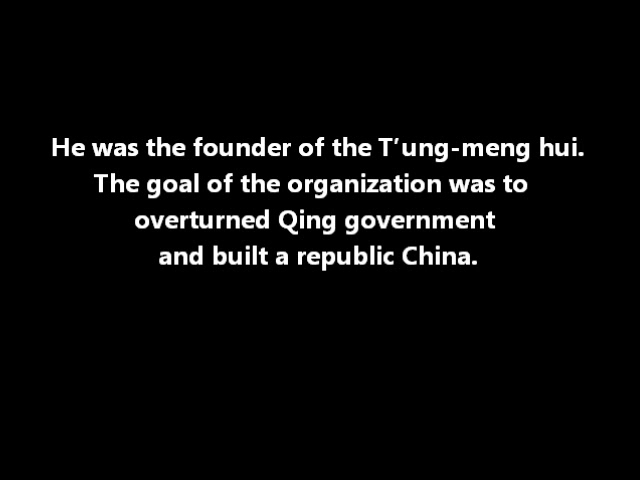 He was the founder of the T’ung-meng hui.
The goal of the organization was to
overturned Qing government
and built a republic China.